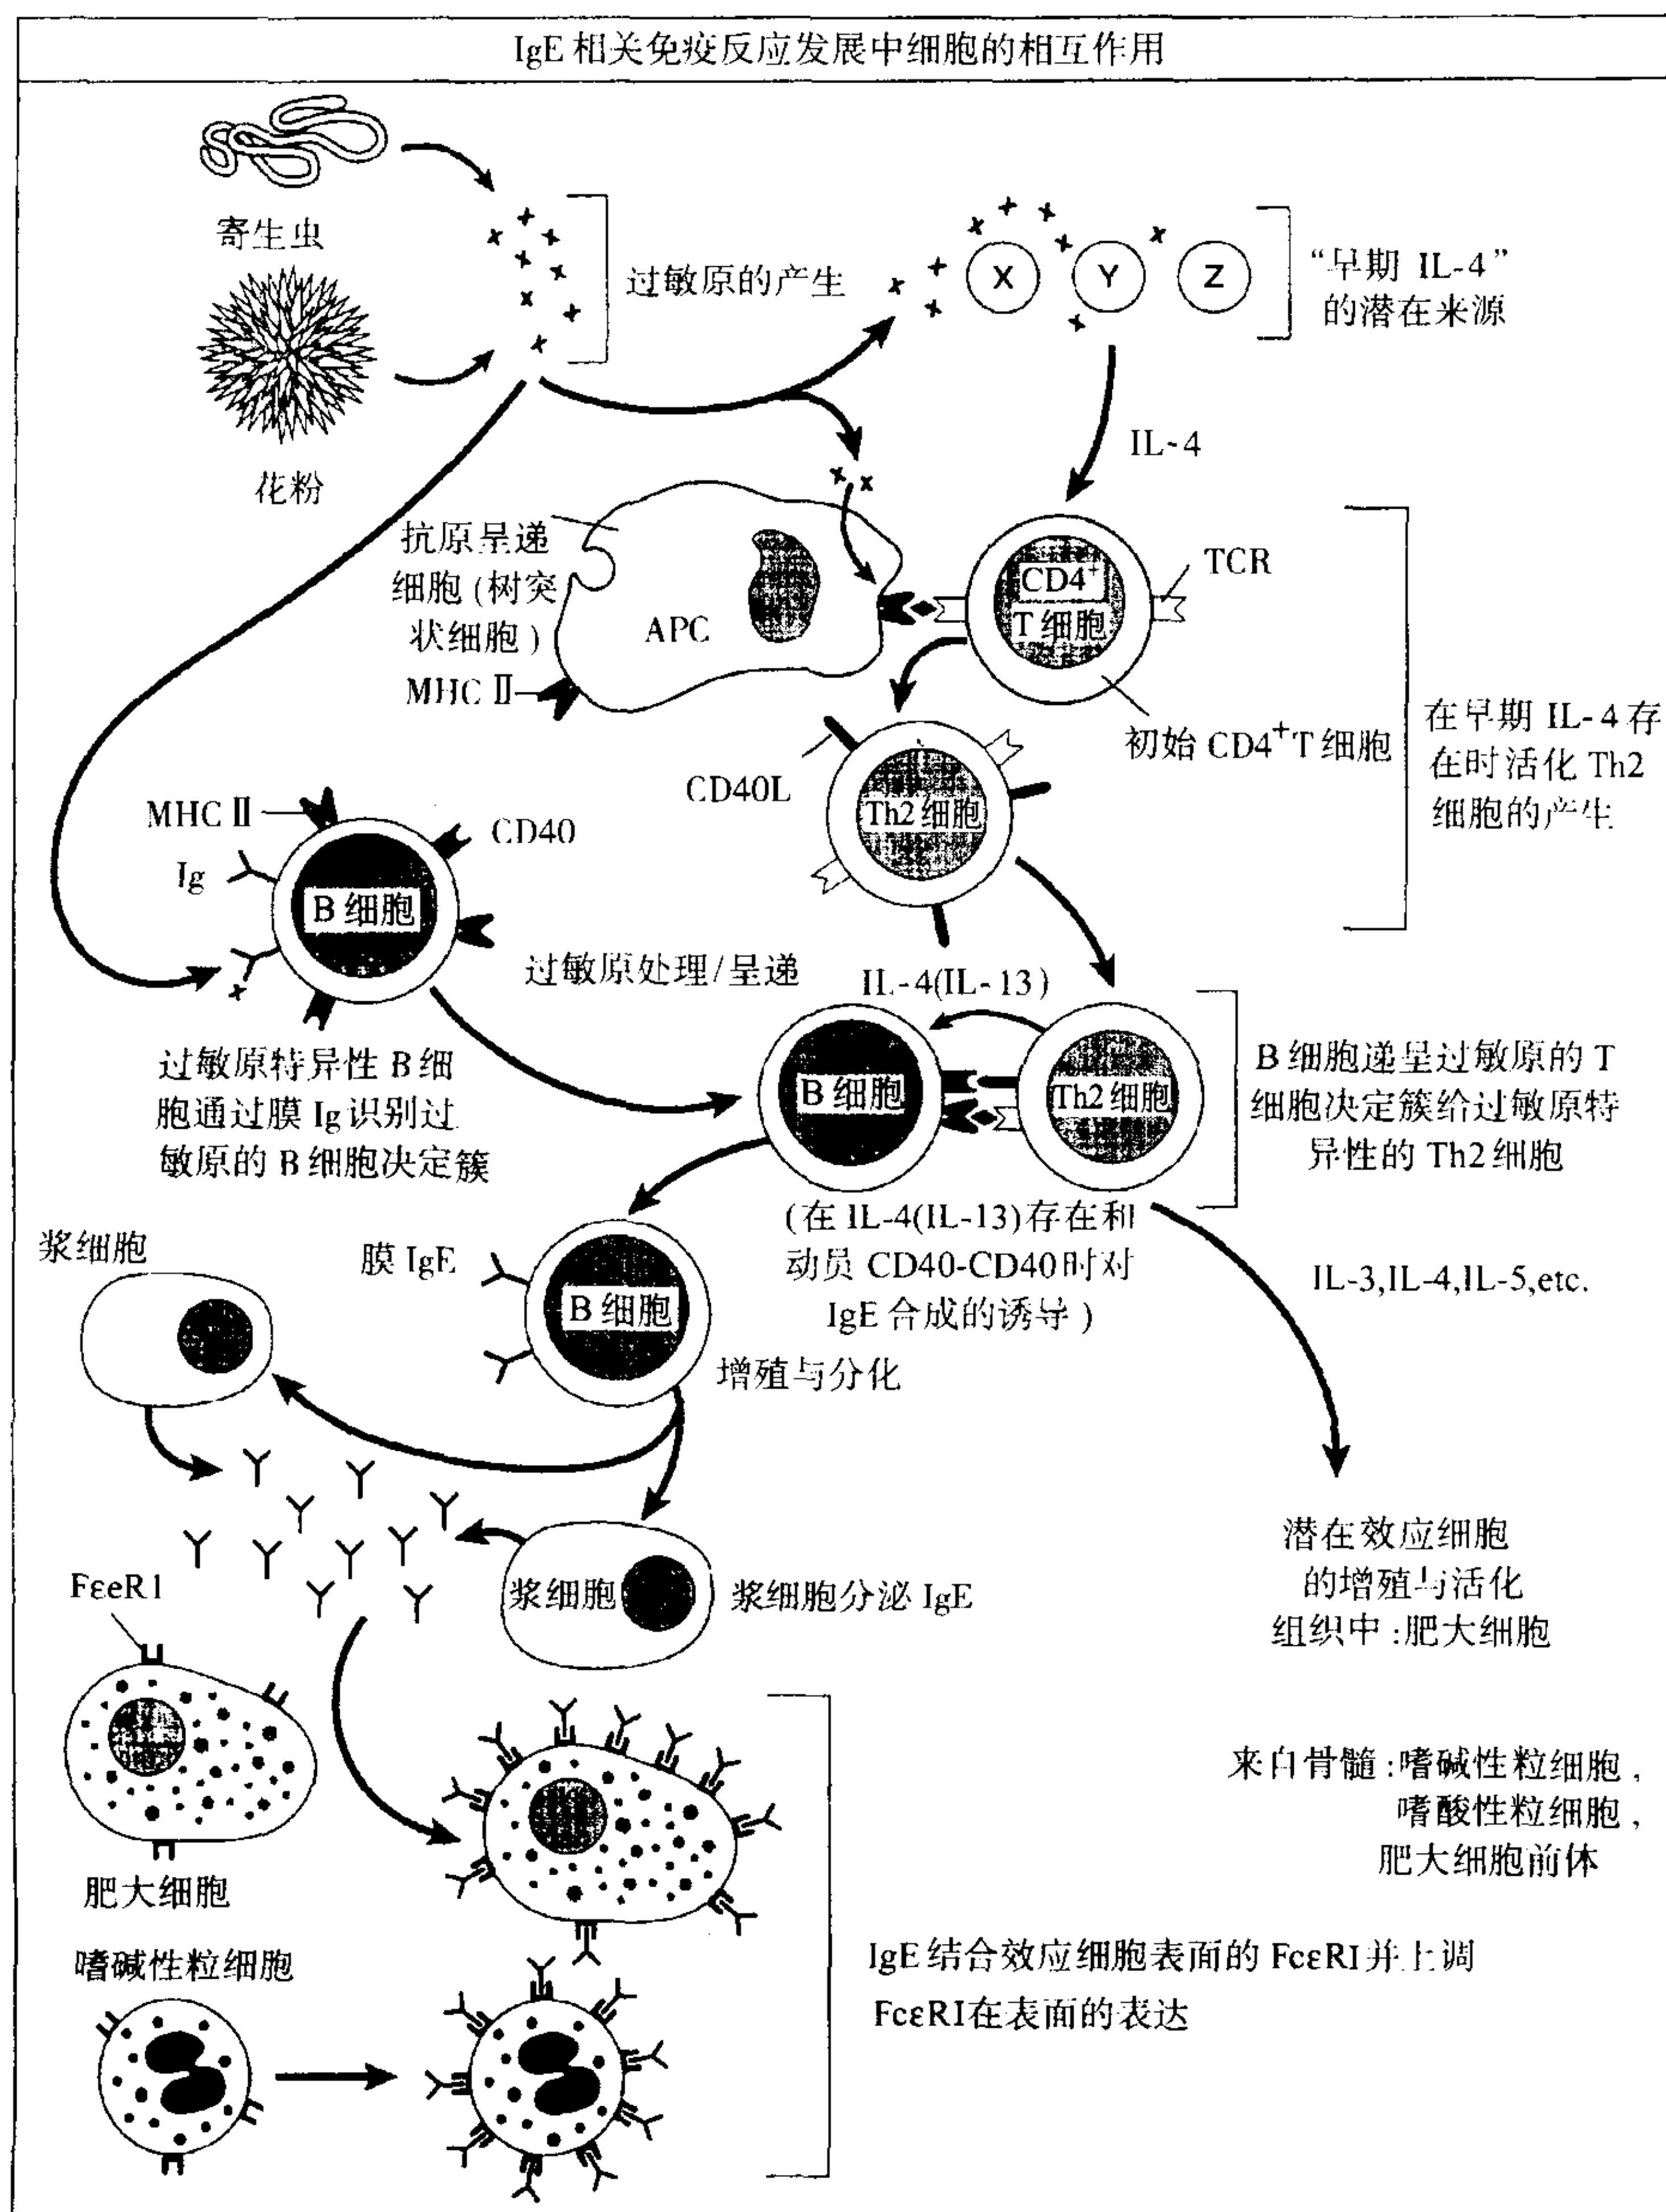 IgE 相关免疫反应发展中细胞的相互作用
寄生虫
花粉
过敏原的产生
X
Y
Z
“早期 IL-4”
的潜在来源
IL-4
抗原呈递
细胞(树突
状细胞)
APC
MHC Ⅱ
CD4⁺
T 细胞
TCR
初始 CD4⁺T 细胞
在早期 IL-4 存
在时活化 Th2
细胞的产生
CD40L
Th2 细胞
MHC Ⅱ
CD40
Ig
B 细胞
过敏原处理/呈递
过敏原特异性 B 细
胞通过膜 Ig 识别过
敏原的 B 细胞决定簇
IL-4(IL-13)
B 细胞
Th2 细胞
B 细胞递呈过敏原的 T
细胞决定簇给过敏原特
异性的 Th2 细胞
(在 IL-4(IL-13)存在和
动员 CD40-CD40 时对
IgE 合成的诱导)
浆细胞
膜 IgE
B 细胞
增殖与分化
IL-3,IL-4,IL-5,etc.
潜在效应细胞
的增殖与活化
组织中:肥大细胞
来自骨髓:嗜碱性粒细胞,
嗜酸性粒细胞,
肥大细胞前体
FεeR1
浆细胞
浆细胞分泌 IgE
肥大细胞
嗜碱性粒细胞
IgE 结合效应细胞表面的 FcεRI 并上调
FcεRI 在表面的表达